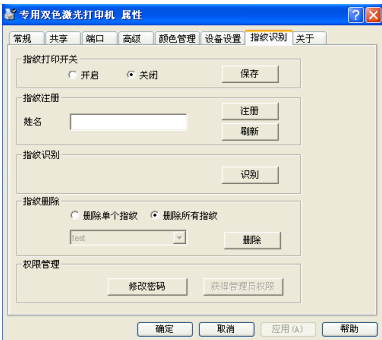 专用双色激光打印机 属性
常规 共享 端口 高级 颜色管理 设备设置 指纹识别 关于
指纹打印开关
开启 关闭 保存
指纹注册
注册
姓名
刷新
指纹识别
识别
指纹删除
删除单个指纹 删除所有指纹
test 删除
权限管理
修改密码 获得管理员权限
确定 取消 应用(A) 帮助